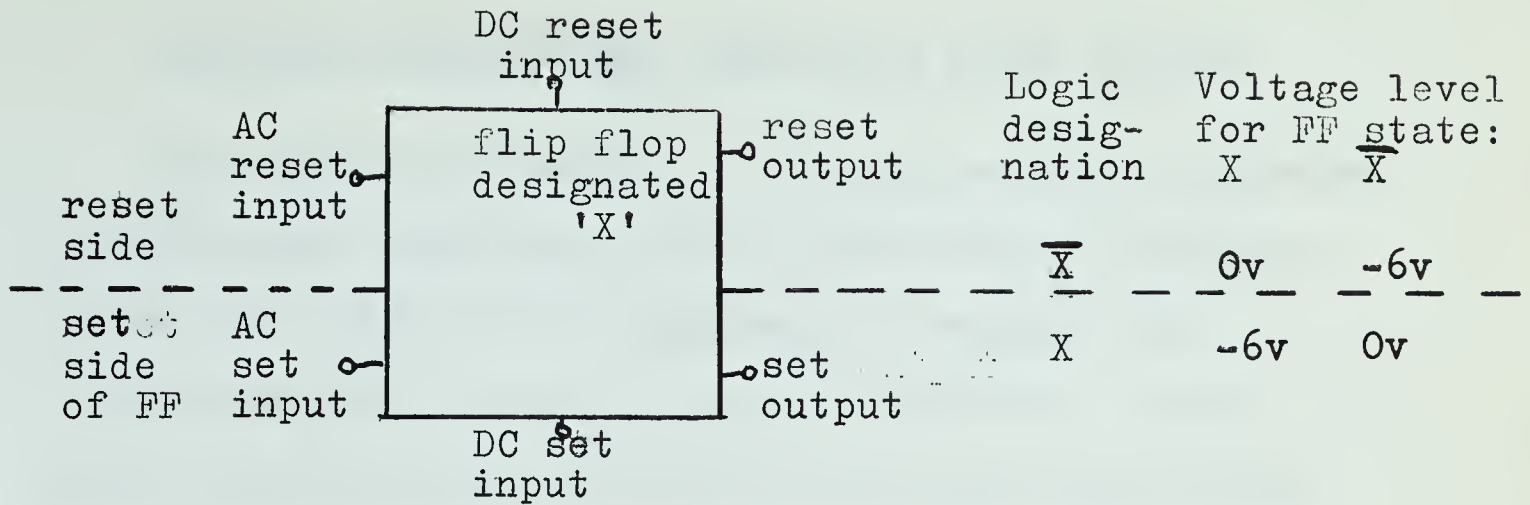 DC reset
input
AC
reset
input
reset
side
flip flop
designated
'X'
reset
output
Logic
desig-
nation
Voltage level
for FF state:
X X̅
X̅ 0v -6v
set
side
of FF
AC
set
input
set
output
X -6v 0v
DC set
input